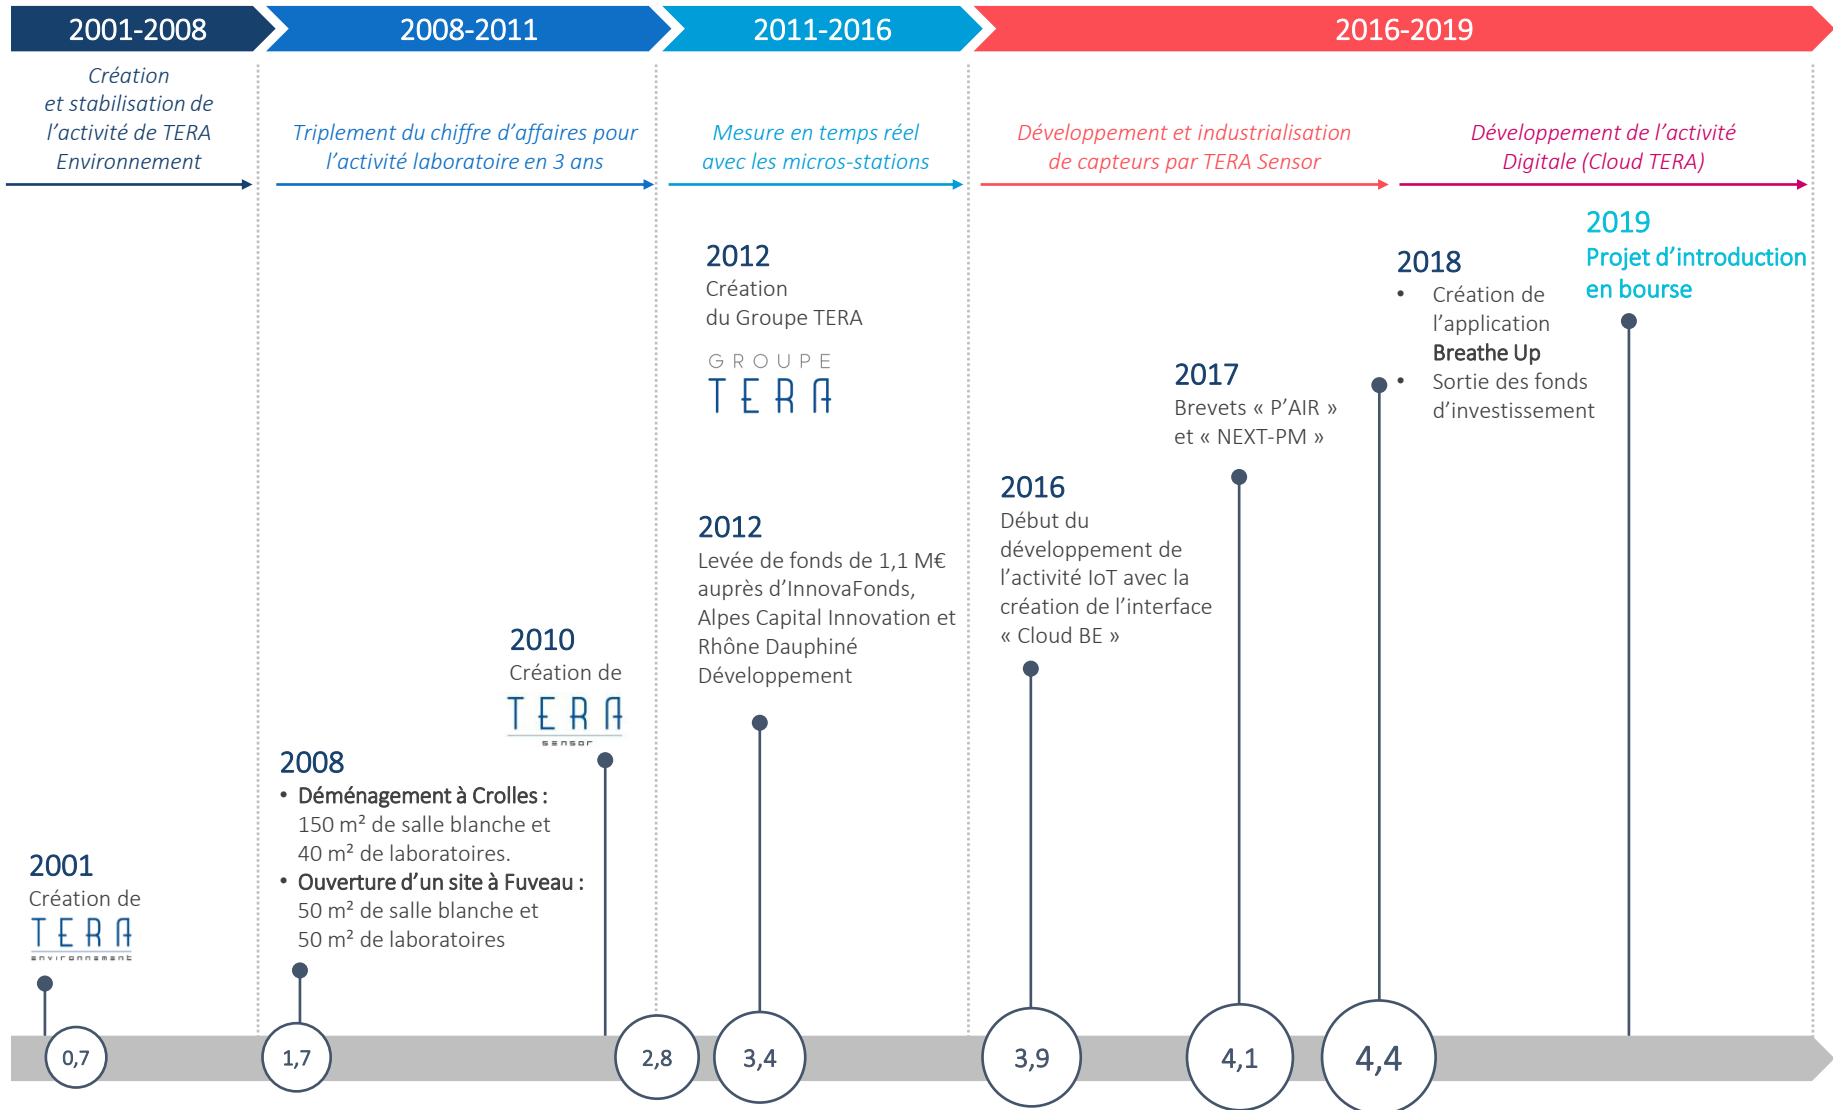 2001-2008
2008-2011
2011-2016
2016-2019
Création
et stabilisation de
l’activité de TERA
Environnement
Triplement du chiffre d’affaires pour
l’activité laboratoire en 3 ans
Mesure en temps réel
avec les micros-stations
Développement et industrialisation
de capteurs par TERA Sensor
Développement de l’activité
Digitale (Cloud TERA)
2001
Création de
TERA
environnement
2008
• Déménagement à Crolles :
150 m² de salle blanche et
40 m² de laboratoires.
• Ouverture d’un site à Fuveau :
50 m² de salle blanche et
50 m² de laboratoires
2010
Création de
TERA
sensor
2012
Création
du Groupe TERA
GROUPE
TERA
2012
Levée de fonds de 1,1 M€
auprès d’InnovaFonds,
Alpes Capital Innovation et
Rhône Dauphiné
Développement
2016
Début du
développement de
l’activité IoT avec la
création de l’interface
« Cloud BE »
2017
Brevets « P’AIR »
et « NEXT-PM »
2018
• Création de
l’application
Breathe Up
• Sortie des fonds
d’investissement
2019
Projet d’introduction
en bourse
0,7
1,7
2,8
3,4
3,9
4,1
4,4